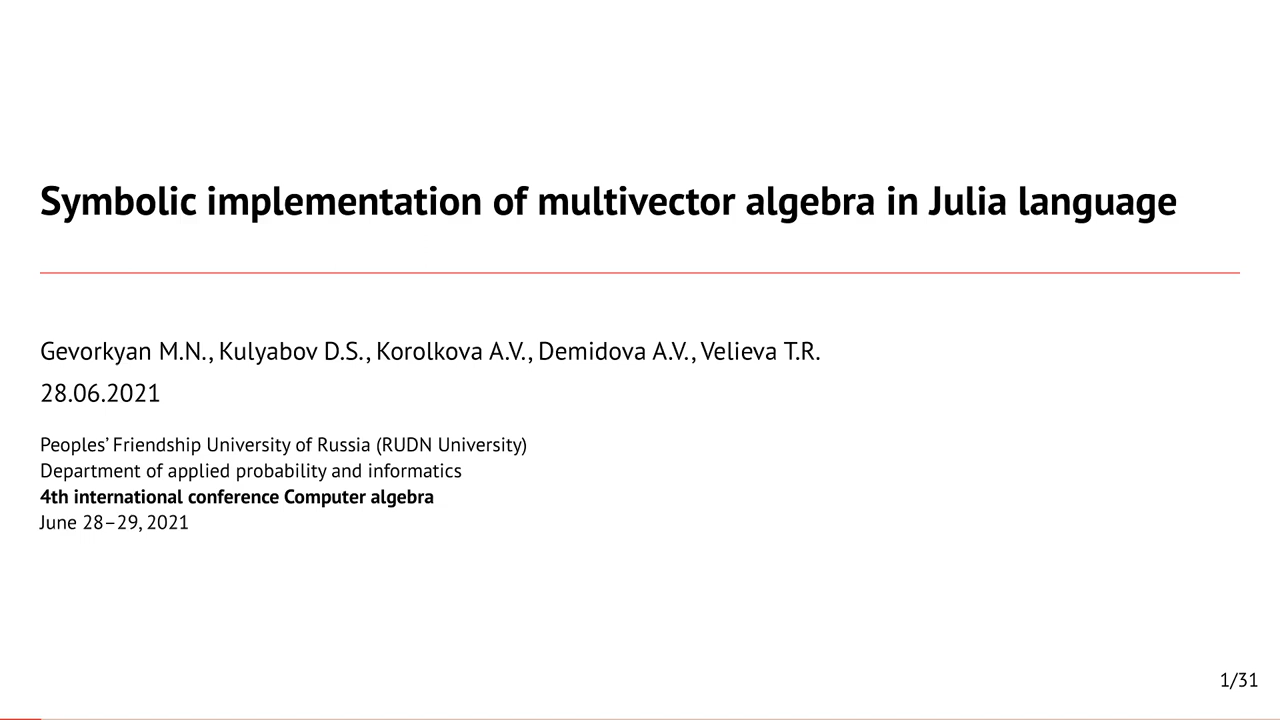 Symbolic implementation of multivector algebra in Julia language
Gevorkyan M.N., Kulyabov D.S., Korolkova A.V., Demidova A.V., Velieva T.R.
28.06.2021
Peoples’ Friendship University of Russia (RUDN University)
Department of applied probability and informatics
4th international conference Computer algebra
June 28–29, 2021
1/31